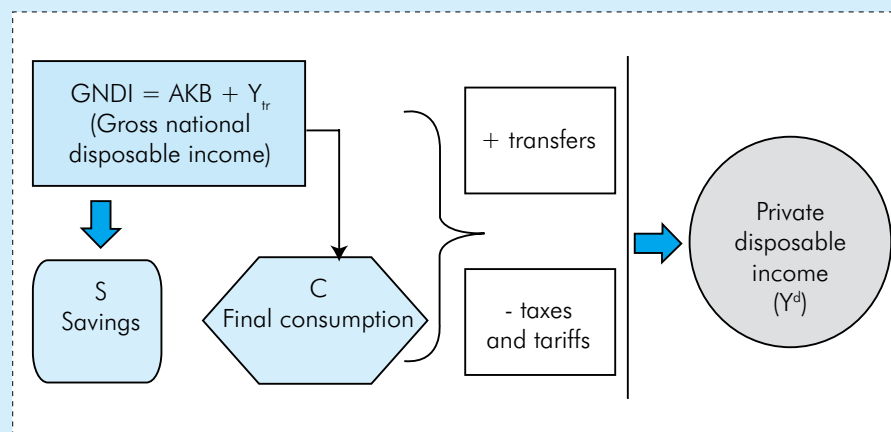 GNDI = AKB + Ytr
(Gross national
disposable income)
S
Savings
C
Final consumption
+ transfers
- taxes
and tariffs
Private
disposable
income
(Yd)